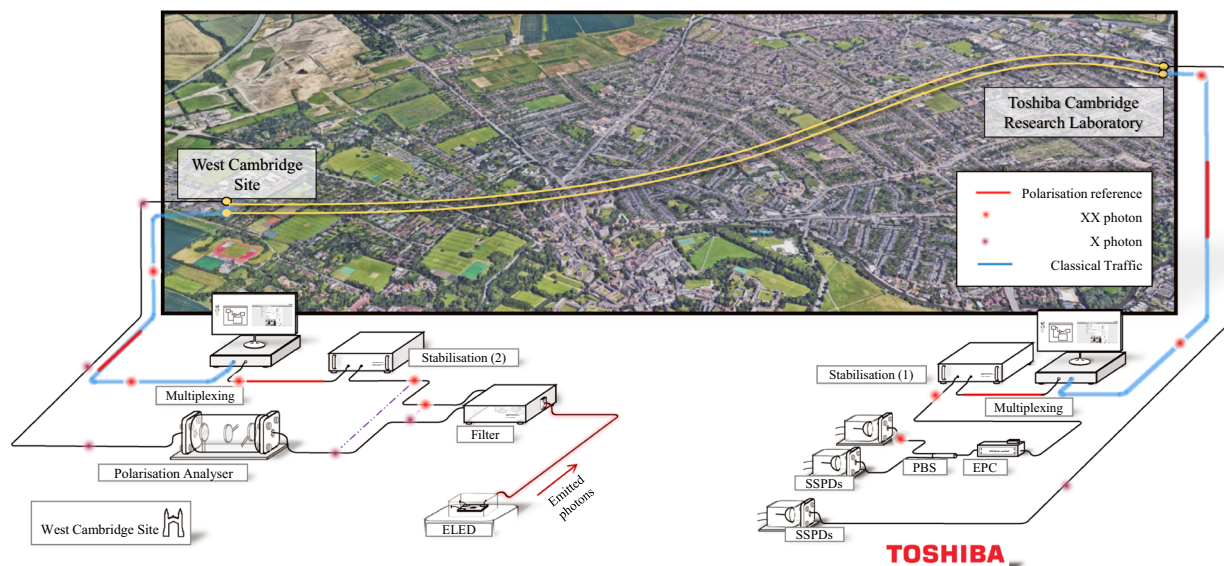 West Cambridge
Site
Toshiba Cambridge
Research Laboratory
Polarisation reference
XX photon
X photon
Classical Traffic
Stabilisation (2)
Multiplexing
Filter
Polarisation Analyser
Emitted
photons
ELED
West Cambridge Site
Stabilisation (1)
Multiplexing
PBS
EPC
SSPDs
SSPDs
TOSHIBA